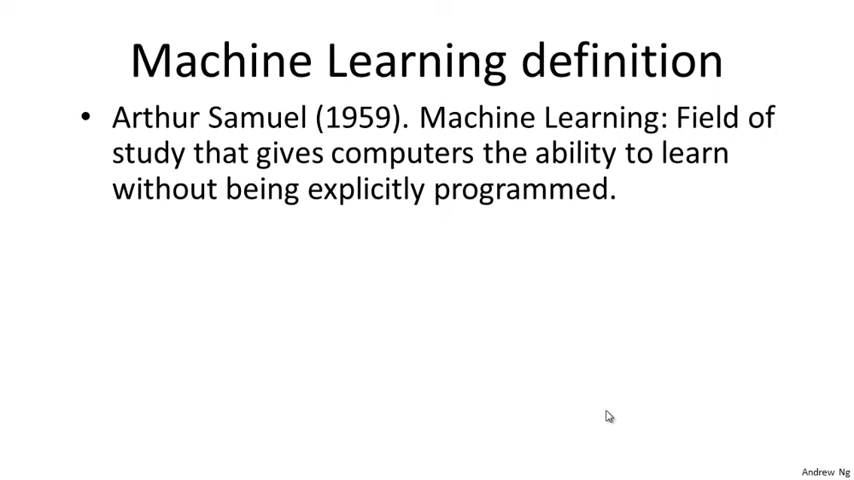 Machine Learning definition
• Arthur Samuel (1959). Machine Learning: Field of
study that gives computers the ability to learn
without being explicitly programmed.
Andrew Ng